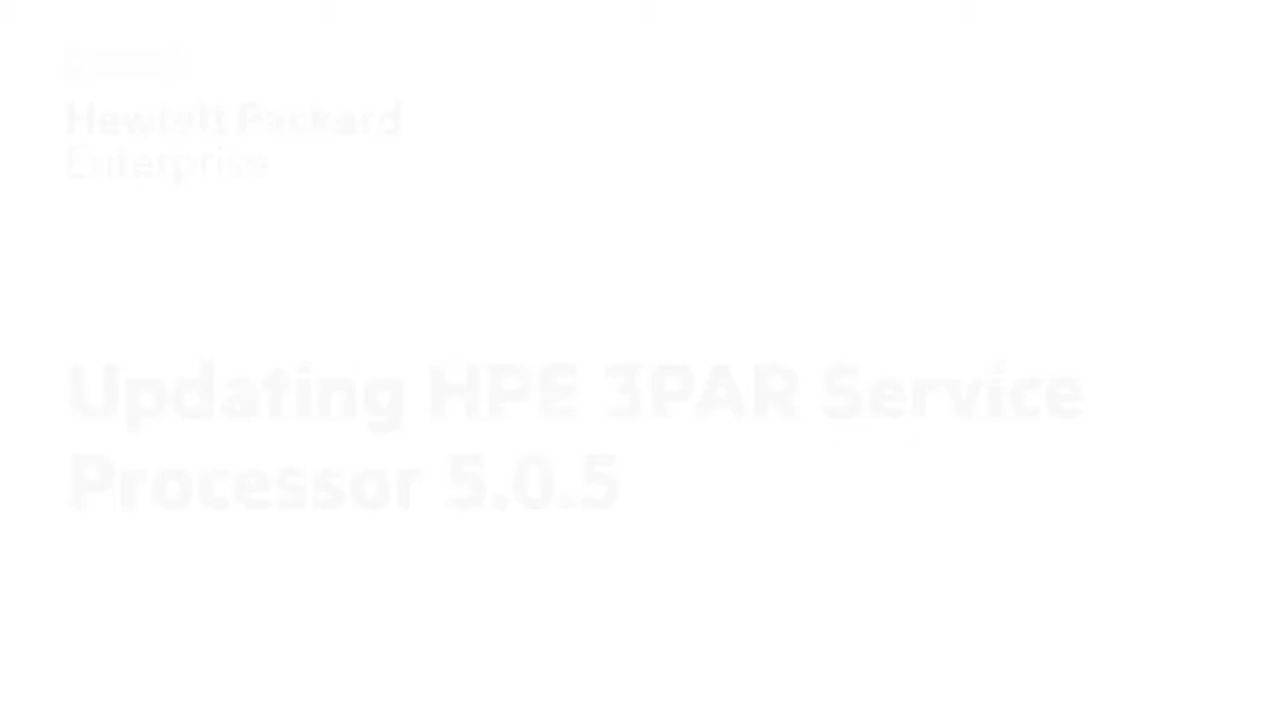 Hewlett Packard
Enterprise
Updating HPE 3PAR Service
Processor 5.0.5